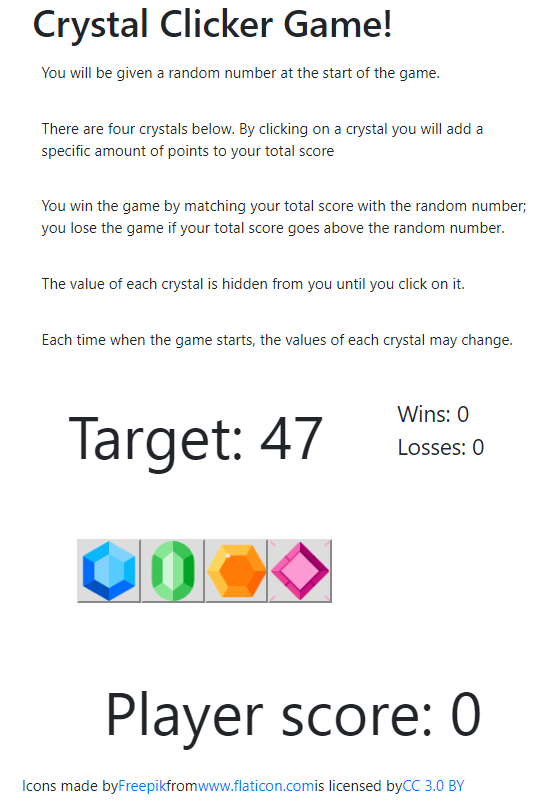 Crystal Clicker Game!
You will be given a random number at the start of the game.
There are four crystals below. By clicking on a crystal you will add a
specific amount of points to your total score
You win the game by matching your total score with the random number;
you lose the game if your total score goes above the random number.
The value of each crystal is hidden from you until you click on it.
Each time when the game starts, the values of each crystal may change.
Target: 47
Wins: 0
Losses: 0
Player score: 0
Icons made byFreepikfromwww.flaticon.comis licensed byCC 3.0 BY